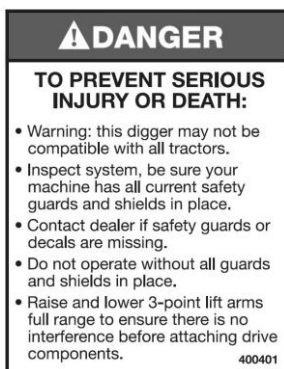 DANGER
TO PREVENT SERIOUS
INJURY OR DEATH:
• Warning: this digger may not be
compatible with all tractors.
• Inspect system, be sure your
machine has all current safety
guards and shields in place.
• Contact dealer if safety guards or
decals are missing.
• Do not operate without all guards
and shields in place.
• Raise and lower 3-point lift arms
full range to ensure there is no
interference before attaching drive
components.
400401